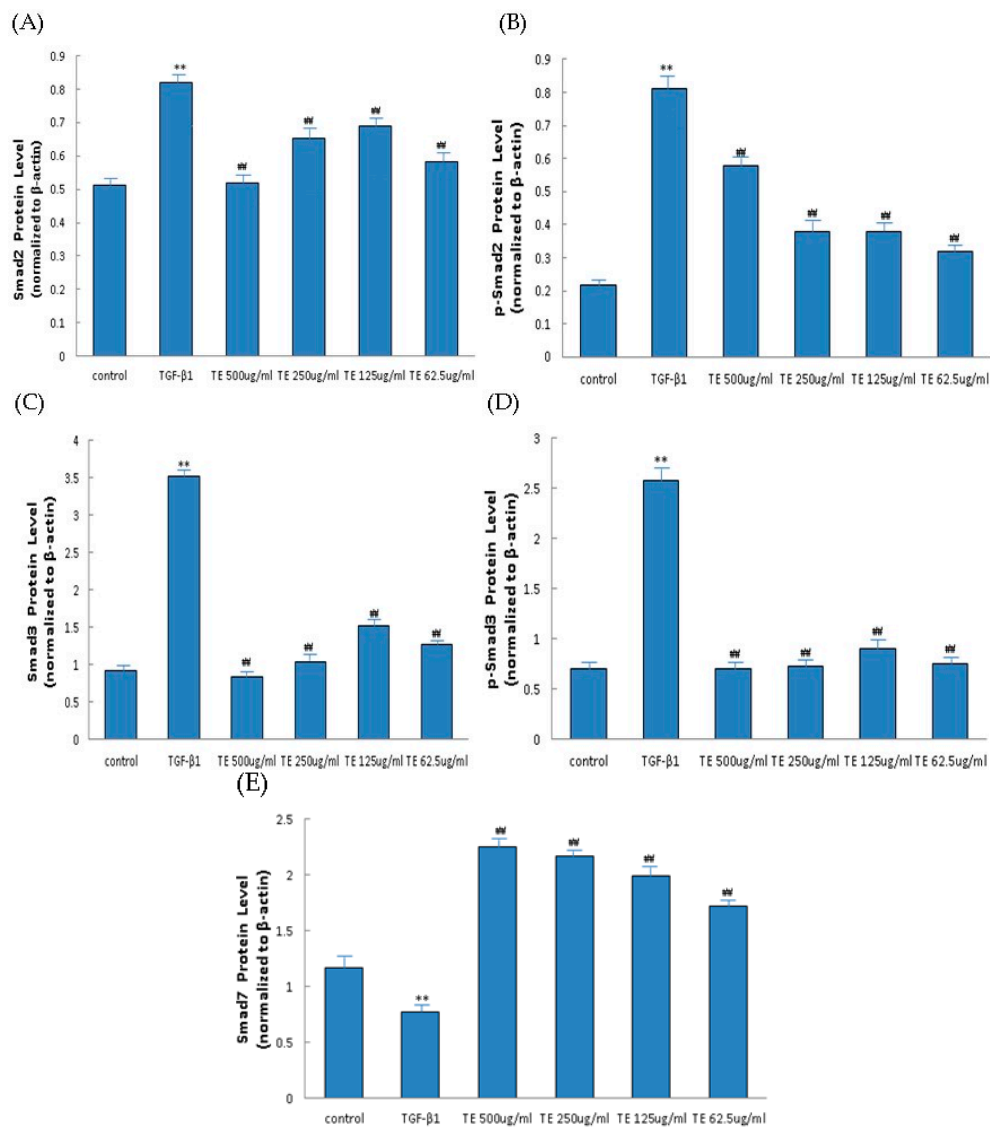 (A)
(B)
0.9
0.8
0.7
0.6
0.5
0.4
0.3
0.2
0.1
0
Smad2 Protein Level
(normalized to β-actin)
**
##
##
##
##
control
TGF-β1
TE 500ug/ml
TE 250ug/ml
TE 125ug/ml
TE 62.5ug/ml
0.9
0.8
0.7
0.6
0.5
0.4
0.3
0.2
0.1
0
p-Smad2 Protein Level
(normalized to β-actin)
**
##
##
##
##
control
TGF-β1
TE 500ug/ml
TE 250ug/ml
TE 125ug/ml
TE 62.5ug/ml
(C)
(D)
4
3.5
3
2.5
2
1.5
1
0.5
0
Smad3 Protein Level
(normalized to β-actin)
**
##
##
##
##
control
TGF-β1
TE 500ug/ml
TE 250ug/ml
TE 125ug/ml
TE 62.5ug/ml
3
2.5
2
1.5
1
0.5
0
p-Smad3 Protein Level
(normalized to β-actin)
**
##
##
##
##
control
TGF-β1
TE 500ug/ml
TE 250ug/ml
TE 125ug/ml
TE 62.5ug/ml
(E)
2.5
2
1.5
1
0.5
0
Smad7 Protein Level
(normalized to β-actin)
**
##
##
##
##
control
TGF-β1
TE 500ug/ml
TE 250ug/ml
TE 125ug/ml
TE 62.5ug/ml